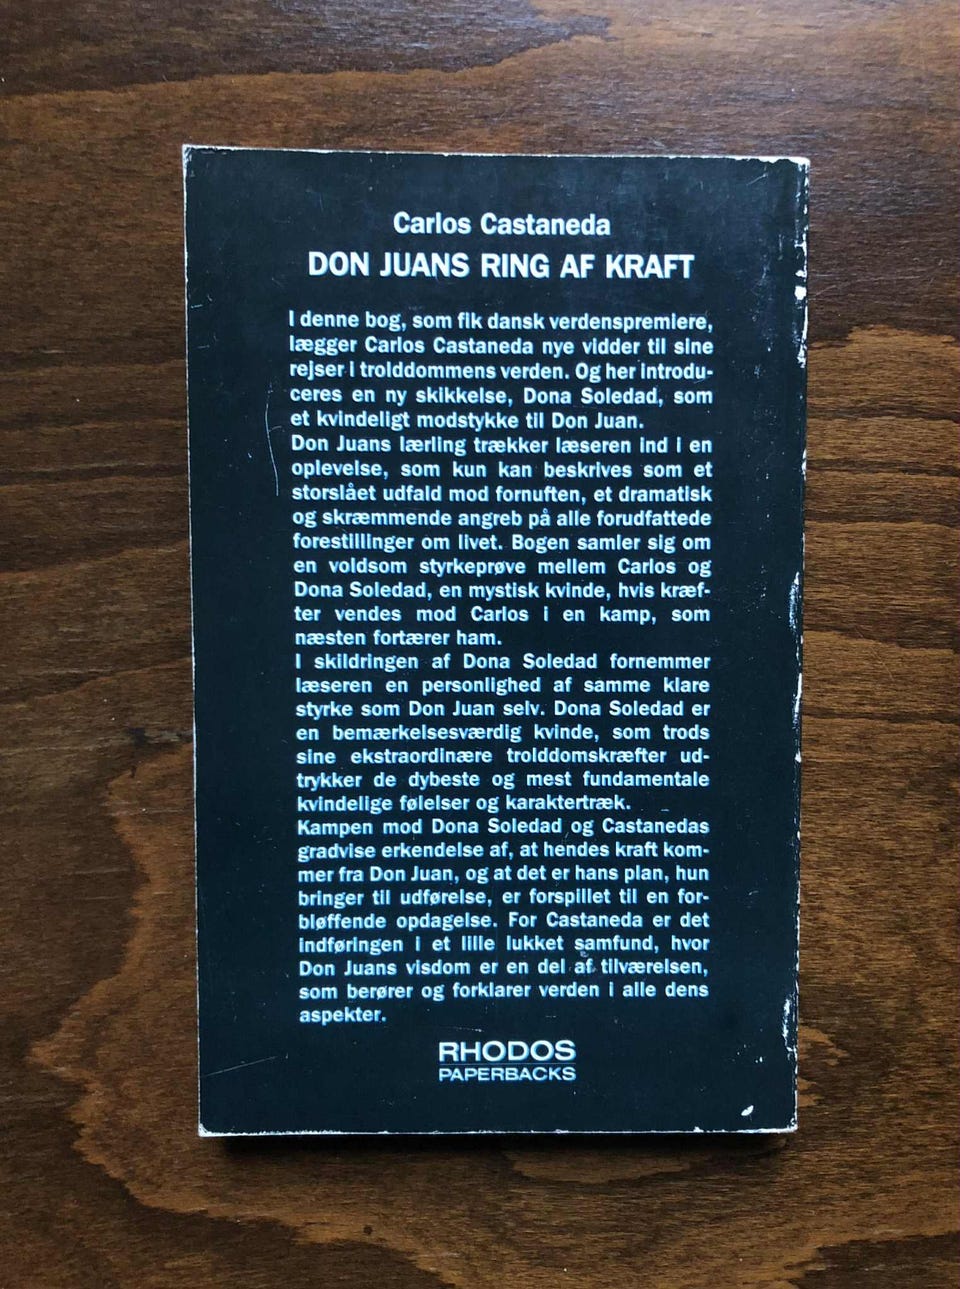 Carlos Castaneda
DON JUANS RING AF KRAFT
I denne bog, som fik dansk verdenspremiere,
lægger Carlos Castaneda nye vidder til sine
rejser i trolddommens verden. Og her introdu-
ceres en ny skikkelse, Dona Soledad, som
et kvindeligt modstykke til Don Juan.
Don Juans lærling trækker læseren ind i en
oplevelse, som kun kan beskrives som et
storslået udfald mod fornuften, et dramatisk
og skræmmende angreb på alle forudfattede
forestillinger om livet. Bogen samler sig om
en voldsom styrkeprøve mellem Carlos og
Dona Soledad, en mystisk kvinde, hvis kræf-
ter vendes mod Carlos i en kamp, som
næsten fortærer ham.
I skildringen af Dona Soledad fornemmer
læseren en personlighed af samme klare
styrke som Don Juan selv. Dona Soledad er
en bemærkelsesværdig kvinde, som trods
sine ekstraordinære trolddomskræfter ud-
trykker de dybeste og mest fundamentale
kvindelige følelser og karaktertræk.
Kampen mod Dona Soledad og Castanedas
gradvise erkendelse af, at hendes kraft kom-
mer fra Don Juan, og at det er hans plan, hun
bringer til udførelse, er forspillet til en for-
bløffende opdagelse. For Castaneda er det
indføringen i et lille lukket samfund, hvor
Don Juans visdom er en del af tilværelsen,
som berører og forklarer verden i alle dens
aspekter.
RHODOS
PAPERBACKS